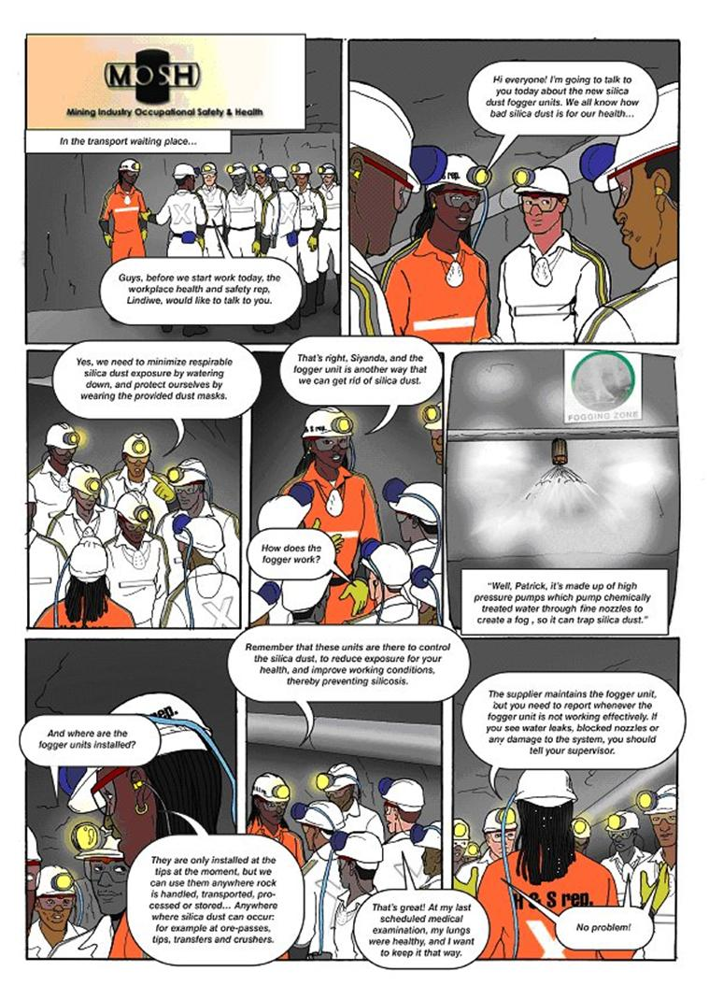 MOSH
Mining Industry Occupational Safety & Health
In the transport waiting place...
Guys, before we start work today, the
workplace health and safety rep,
Lindiwe, would like to talk to you.
Hi everyone! I'm going to talk to
you today about the new silica
dust fogger units. We all know how
bad silica dust is for our health...
rep.
Yes, we need to minimize respirable
silica dust exposure by watering
down, and protect ourselves by
wearing the provided dust masks.
That's right, Siyanda, and the
fogger unit is another way that
we can get rid of silica dust.
& S rep.
How does the
fogger work?
FOGGING ZONE
"Well, Patrick, it's made up of high
pressure pumps which pump chemically
treated water through fine nozzles to
create a fog , so it can trap silica dust."
And where are the
fogger units installed?
rep.
They are only installed at the
tips at the moment, but we
can use them anywhere rock
is handled, transported, pro-
cessed or stored... Anywhere
where silica dust can occur:
for example at ore-passes,
tips, transfers and crushers.
Remember that these units are there to control
the silica dust, to reduce exposure for your
health, and improve working conditions,
thereby preventing silicosis.
That's great! At my last
scheduled medical
examination, my lungs
were healthy, and I want
to keep it that way.
The supplier maintains the fogger unit,
but you need to report whenever the
fogger unit is not working effectively. If
you see water leaks, blocked nozzles or
any damage to the system, you should
tell your supervisor.
H & S rep.
No problem!